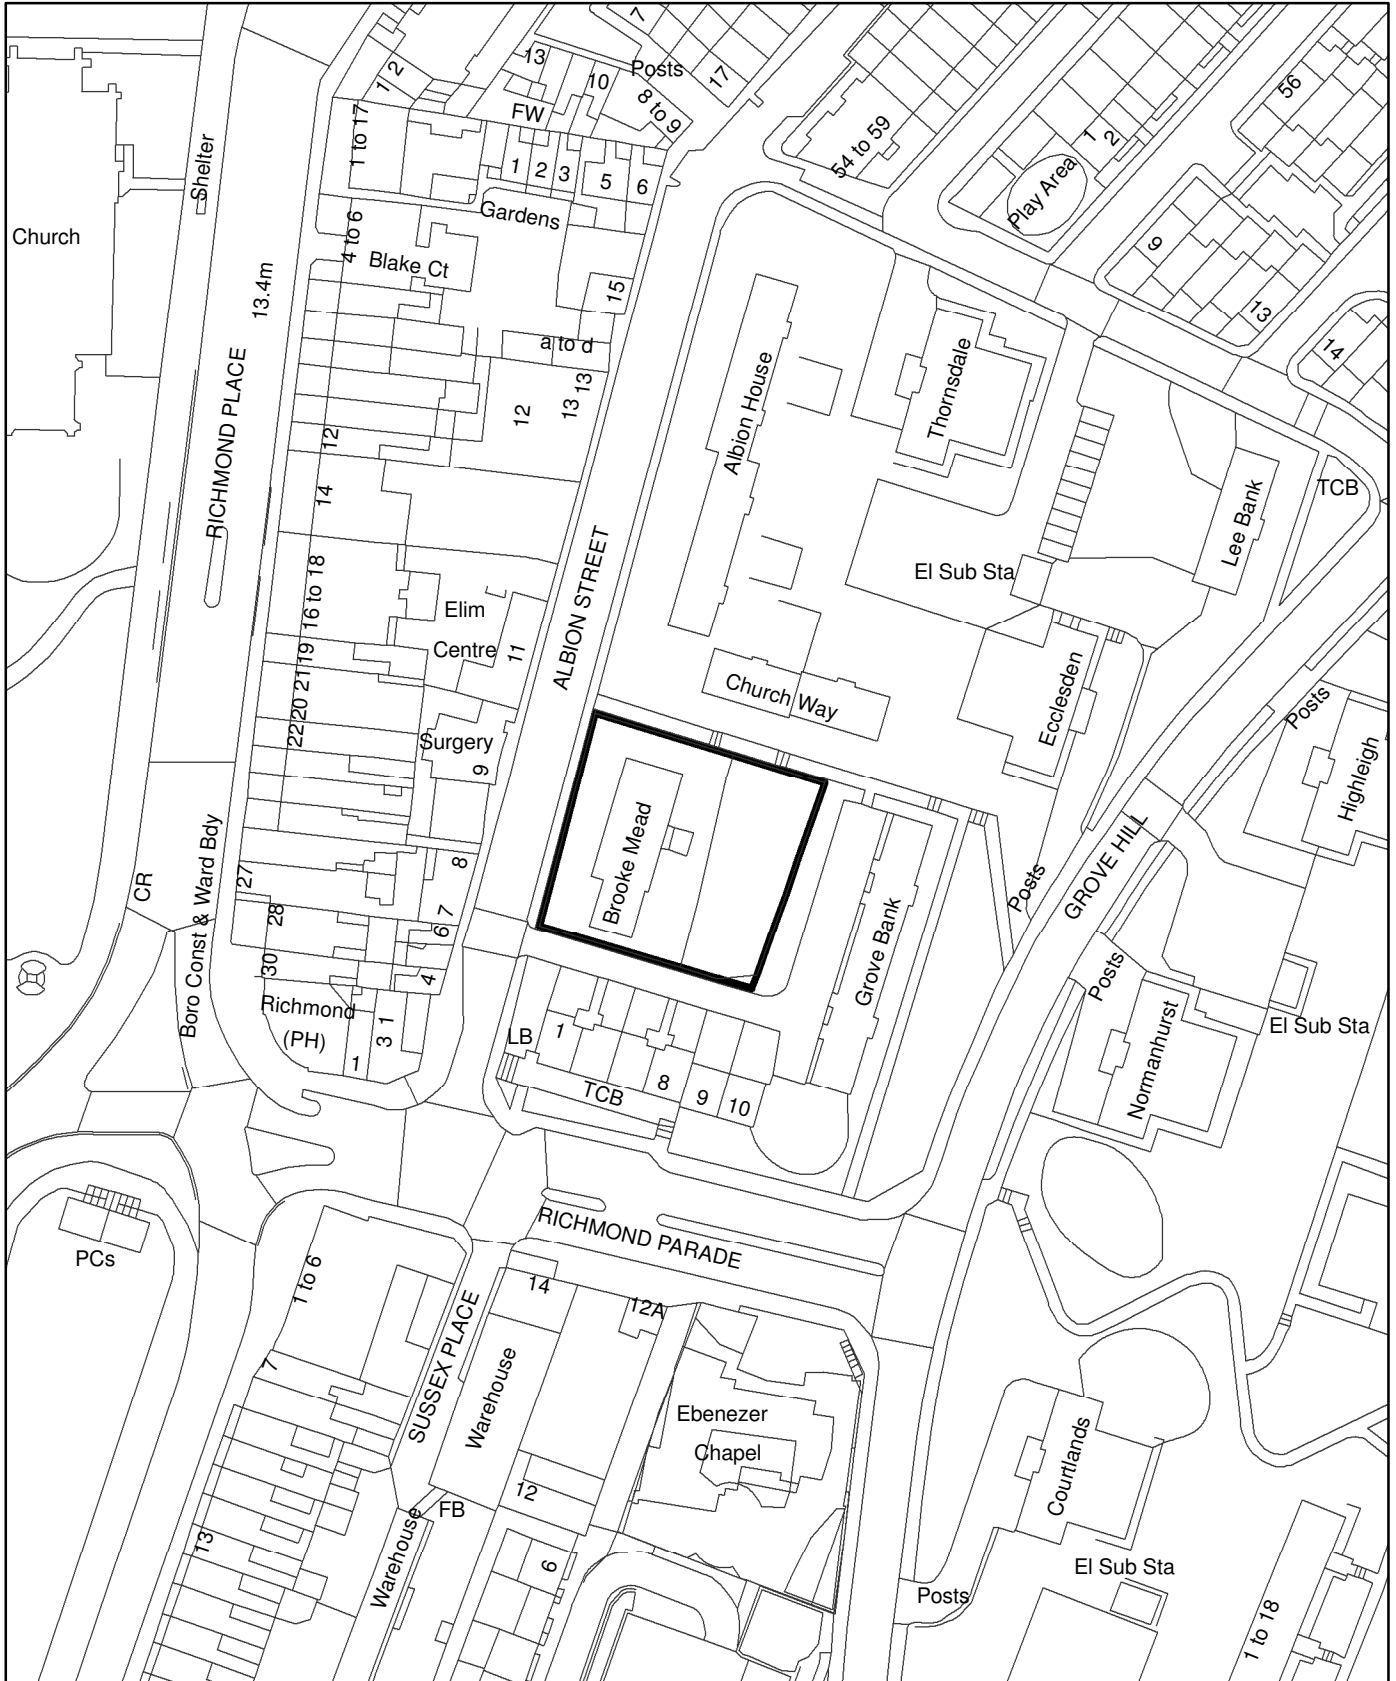 7
13
10
Posts
17
12
8 to 9
56
FW
1 to 17
54 to 59
1
2
Shelter
1
2
3
5
6
Play Area
Church
4 to 6
Gardens
9
Blake Ct
13.4m
15
13
a to d
14
RICHMOND PLACE
Albion House
Thornsdale
13
12
13
12
14
TCB
Lee Bank
ALBION STREET
El Sub Sta
16 to 18
Elim
Centre
11
19
21
20
22
Church Way
Ecclesden
Posts
Surgery
9
Highleigh
Brooke Mead
8
GROVE HILL
CR
Boro Const & Ward Bdy
27
28
7
6
Posts
Grove Bank
30
4
Posts
Richmond
(PH)
1
3
1
LB
1
El Sub Sta
8
TCB
9
10
Normanhurst
RICHMOND PARADE
PCs
1 to 6
14
12A
SUSSEX PLACE
7
Warehouse
Ebenezer
Chapel
Courtlands
12
FB
13
Warehouse
6
El Sub Sta
Posts
1 to 18